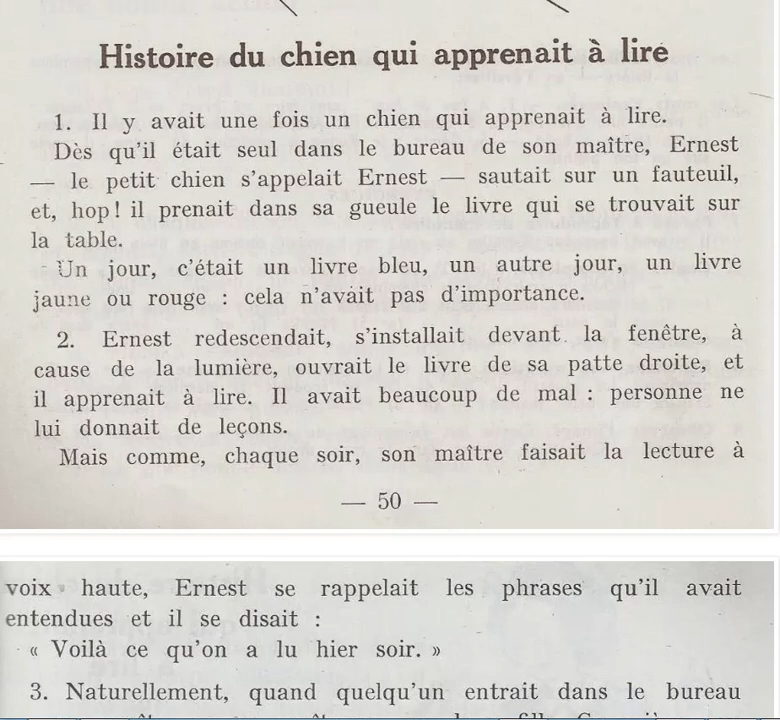 Histoire du chien qui apprenait à lire
1. Il y avait une fois un chien qui apprenait à lire.
Dès qu'il était seul dans le bureau de son maître, Ernest
— le petit chien s'appelait Ernest — sautait sur un fauteuil,
et, hop! il prenait dans sa gueule le livre qui se trouvait sur
la table.
Un jour, c'était un livre bleu, un autre jour, un livre
jaune ou rouge : cela n'avait pas d'importance.
2. Ernest redescendait, s'installait devant la fenêtre, à
cause de la lumière, ouvrait le livre de sa patte droite, et
il apprenait à lire. Il avait beaucoup de mal : personne ne
lui donnait de leçons.
Mais comme, chaque soir, son maître faisait la lecture à
— 50 —
voix haute, Ernest se rappelait les phrases qu'il avait
entendues et il se disait :
« Voilà ce qu'on a lu hier soir. »
3. Naturellement, quand quelqu'un entrait dans le bureau